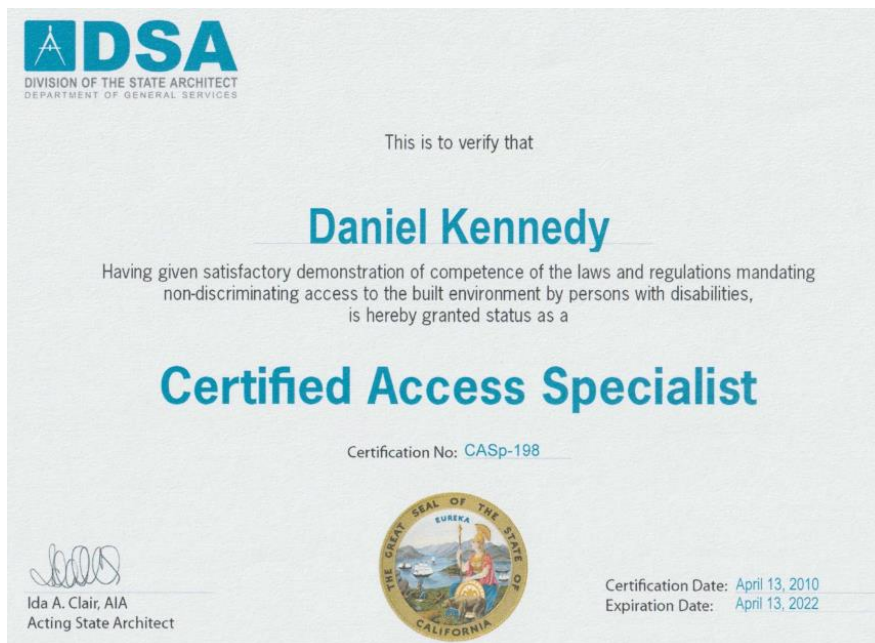 DSA
DIVISION OF THE STATE ARCHITECT
DEPARTMENT OF GENERAL SERVICES
This is to verify that
Daniel Kennedy
Having given satisfactory demonstration of competence of the laws and regulations mandating
non-discriminating access to the built environment by persons with disabilities,
is hereby granted status as a
Certified Access Specialist
Certification No: CASp-198
THE GREAT SEAL OF THE STATE OF CALIFORNIA
EUREKA
Ida A. Clair, AIA
Acting State Architect
Certification Date: April 13, 2010
Expiration Date: April 13, 2022